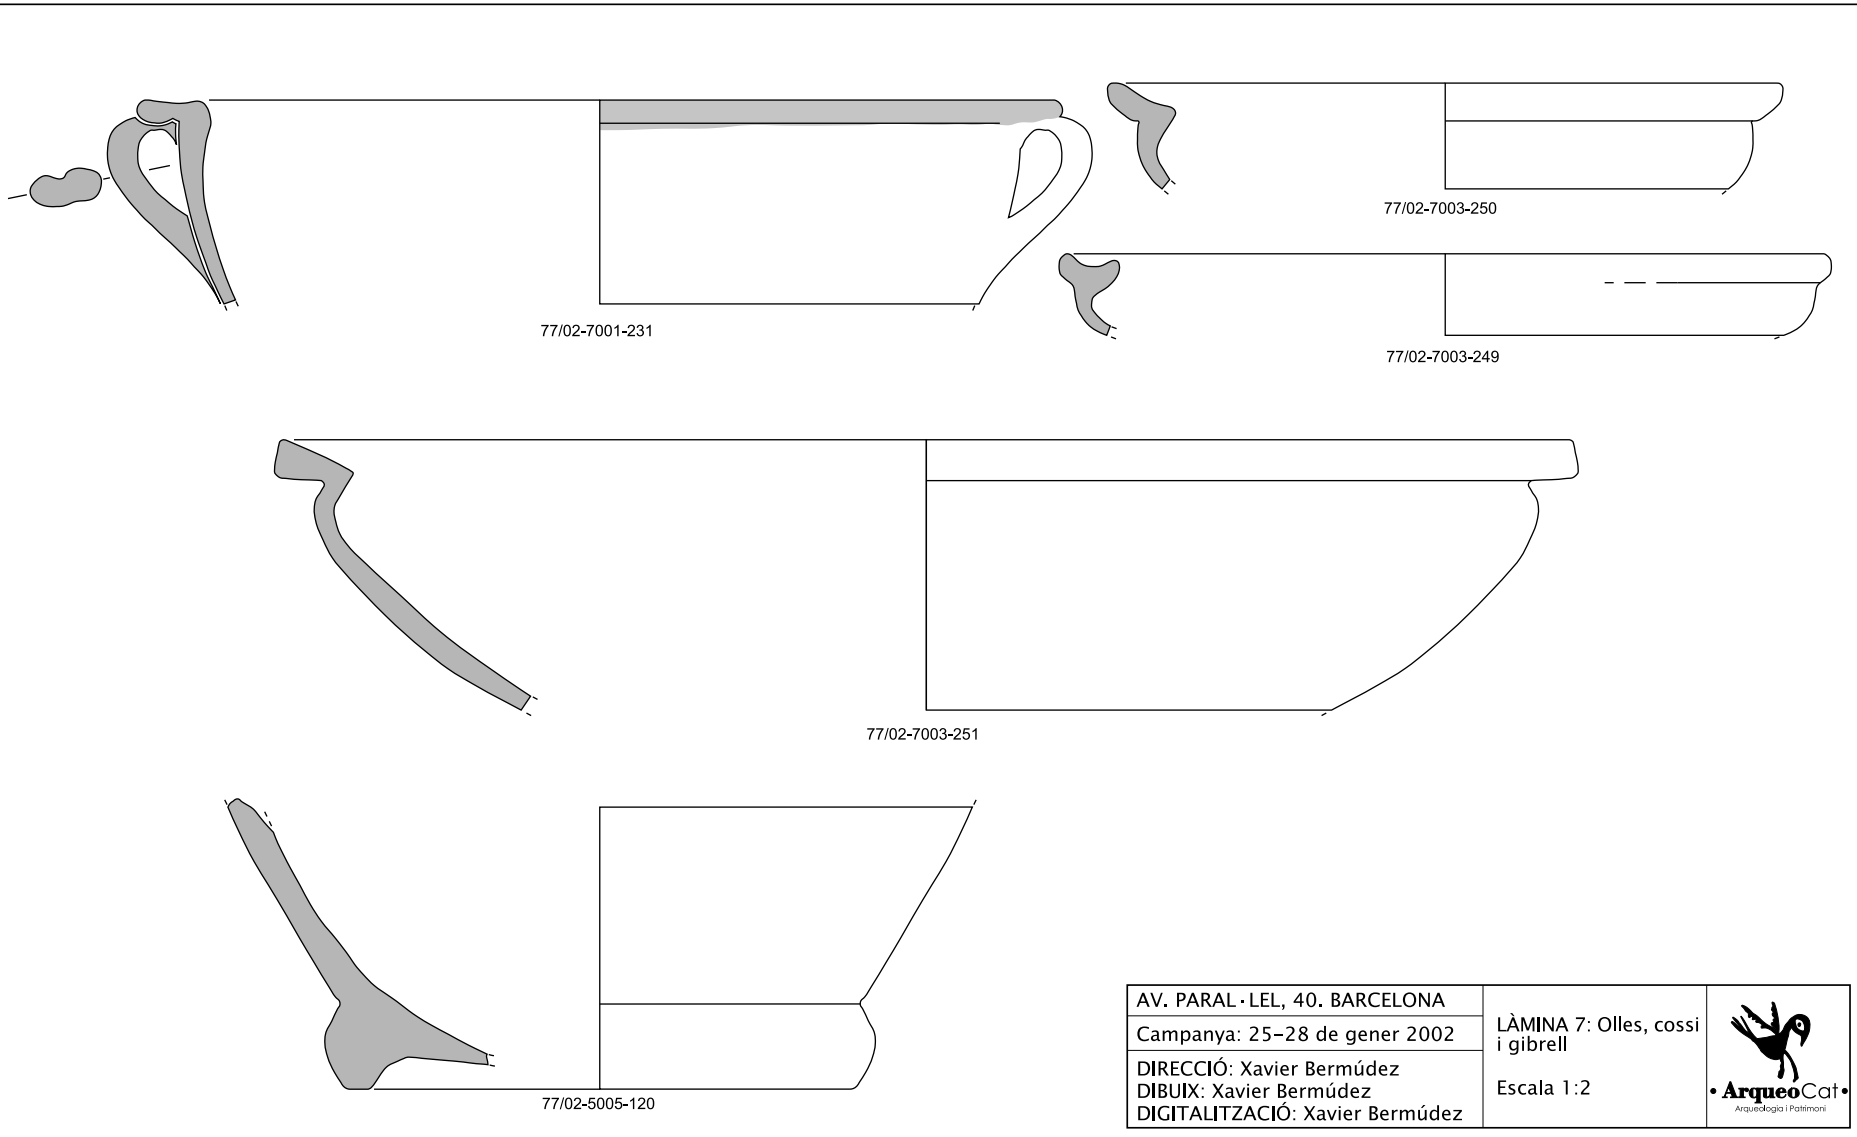 77/02-7001-231
77/02-7003-250
77/02-7003-249
77/02-7003-251
77/02-5005-120
AV. PARAL·LEL, 40. BARCELONA
Campanya: 25-28 de gener 2002
DIRECCIÓ: Xavier Bermúdez
DIBUIX: Xavier Bermúdez
DIGITALITZACIÓ: Xavier Bermúdez
LÀMINA 7: Olles, cossi
i gibrell
Escala 1:2
• ArqueoCat •
Arqueologia i Patrimoni